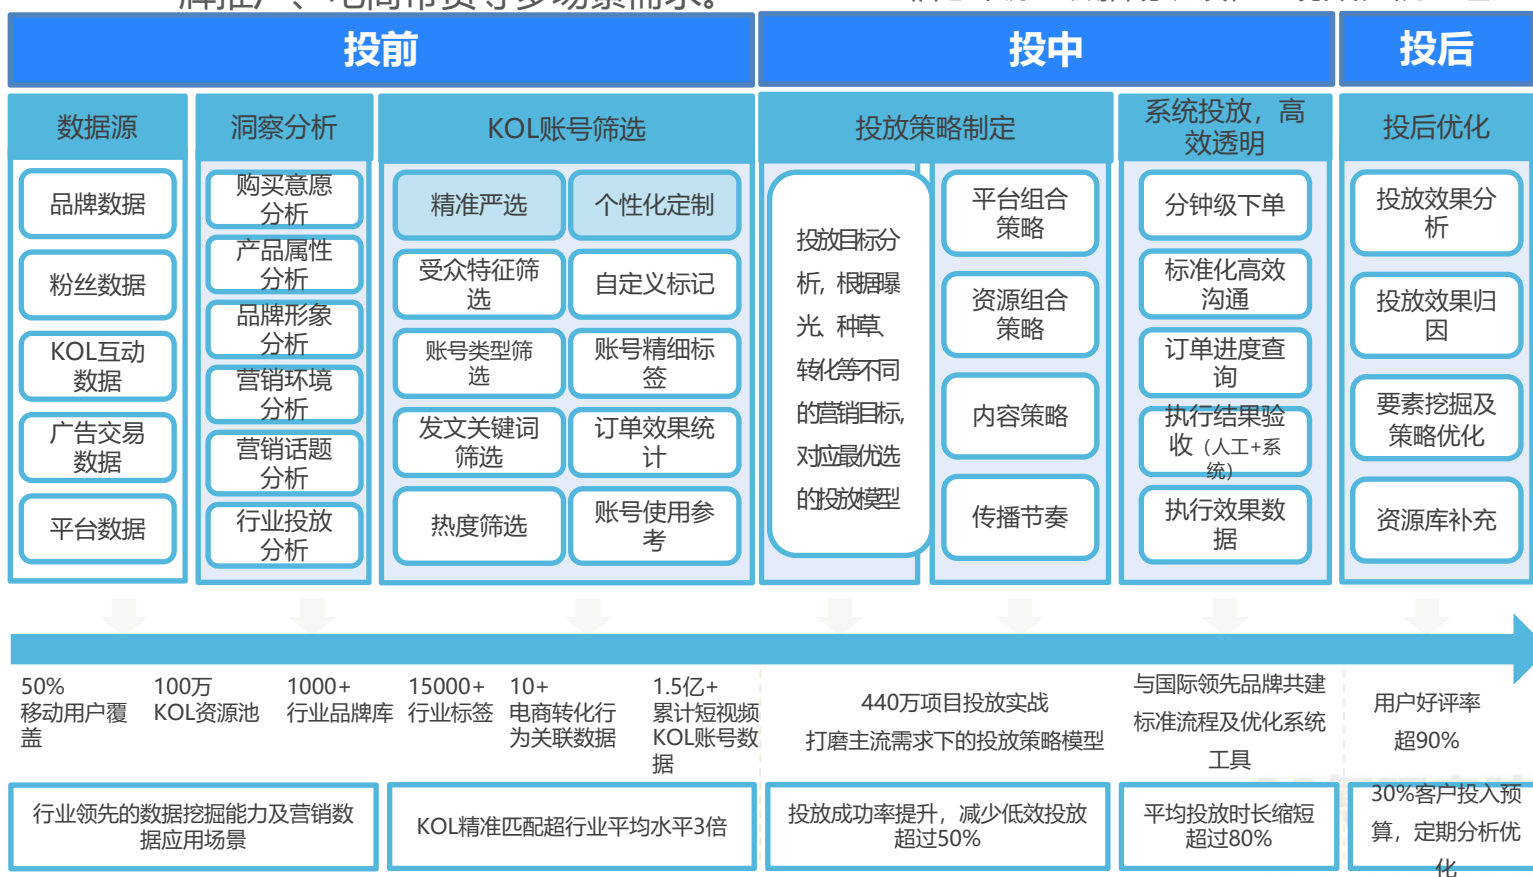 牌推广、电商带货等多场景需求。
投前
投中
投后
数据源
洞察分析
KOL账号筛选
投放策略制定
系统投放，高
效透明
投后优化
品牌数据
粉丝数据
KOL互动
数据
广告交易
数据
平台数据
购买意愿
分析
产品属性
分析
品牌形象
分析
营销环境
分析
营销话题
分析
行业投放
分析
精准严选
个性化定制
受众特征筛
选
自定义标记
账号类型筛
选
账号精细标
签
发文关键词
筛选
订单效果统
计
热度筛选
账号使用参
考
投放目标分
析，根据曝
光、种草、
转化等不同
的营销目标，
对应最优选
的投放模型
平台组合
策略
资源组合
策略
内容策略
传播节奏
分钟级下单
标准化高效
沟通
订单进度查
询
执行结果验
收（人工+系
统）
执行效果数
据
投放效果分
析
投放效果归
因
要素挖掘及
策略优化
资源库补充
50%
移动用户覆
盖
100万
KOL资源池
1000+
行业品牌库
15000+
行业标签
10+
电商转化行
为关联数据
1.5亿+
累计短视频
KOL账号数
据
440万项目投放实战
打磨主流需求下的投放策略模型
与国际领先品牌共建
标准流程及优化系统
工具
用户好评率
超90%
行业领先的数据挖掘能力及营销数
据应用场景
KOL精准匹配超行业平均水平3倍
投放成功率提升，减少低效投放
超过50%
平均投放时长缩短
超过80%
30%客户投入预
算，定期分析优
化